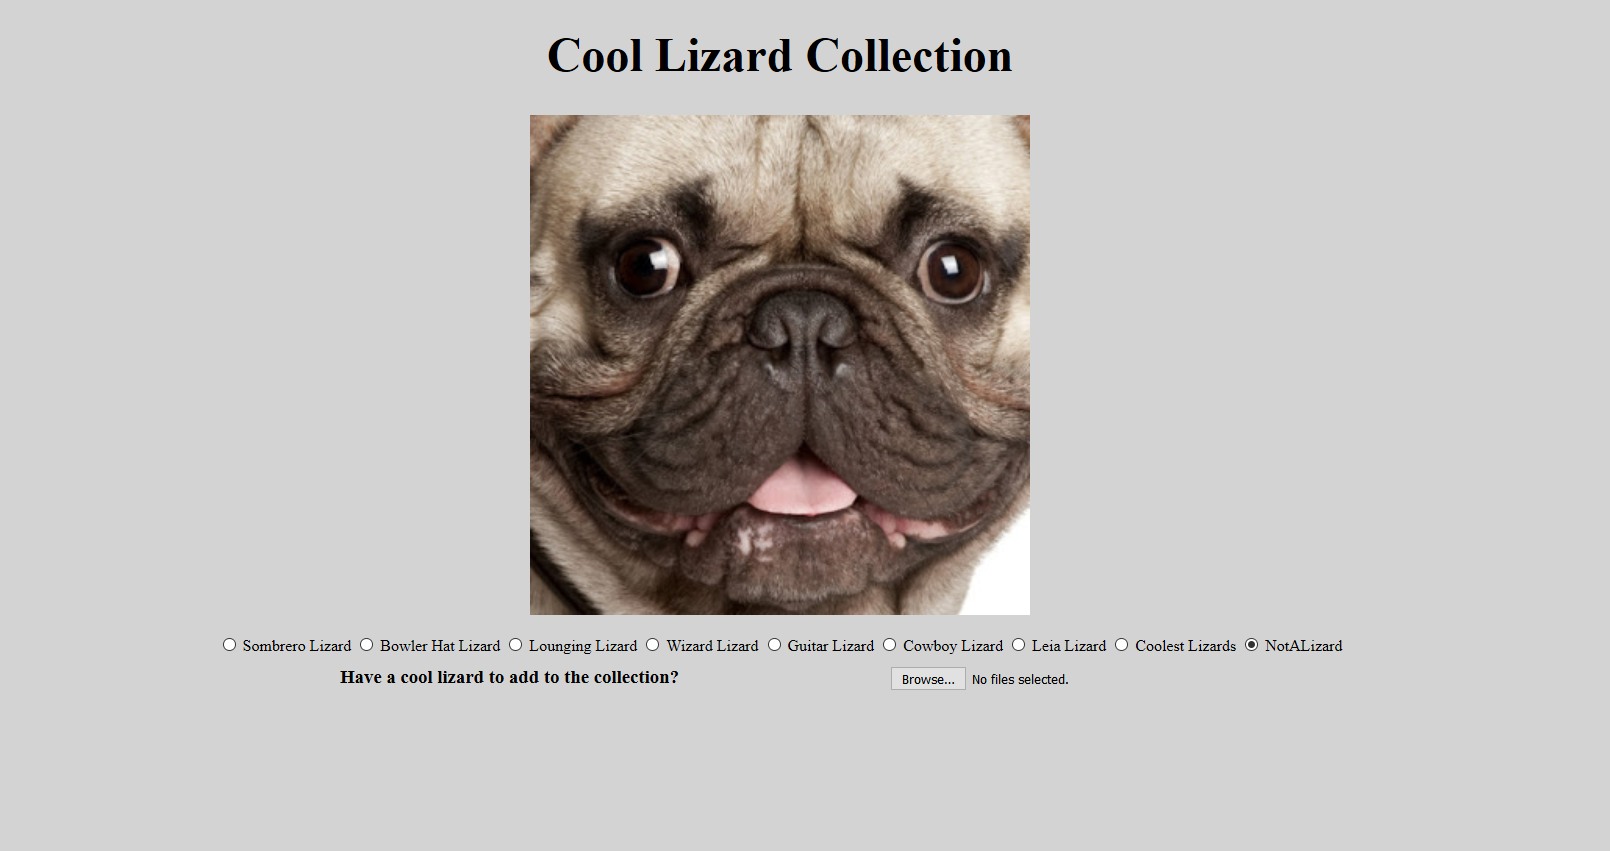 Cool Lizard Collection
Sombrero Lizard Bowler Hat Lizard Lounging Lizard Wizard Lizard Guitar Lizard Cowboy Lizard Leia Lizard Coolest Lizards NotALizard
Have a cool lizard to add to the collection? Browse... No files selected.